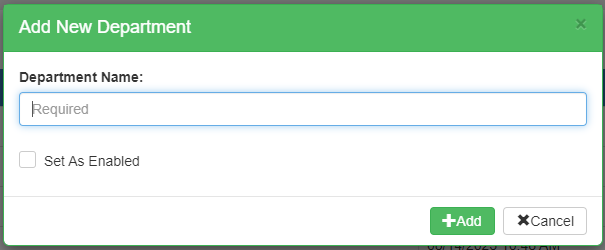 Add New Department
×
Department Name:
Required
Set As Enabled
+Add
✖Cancel